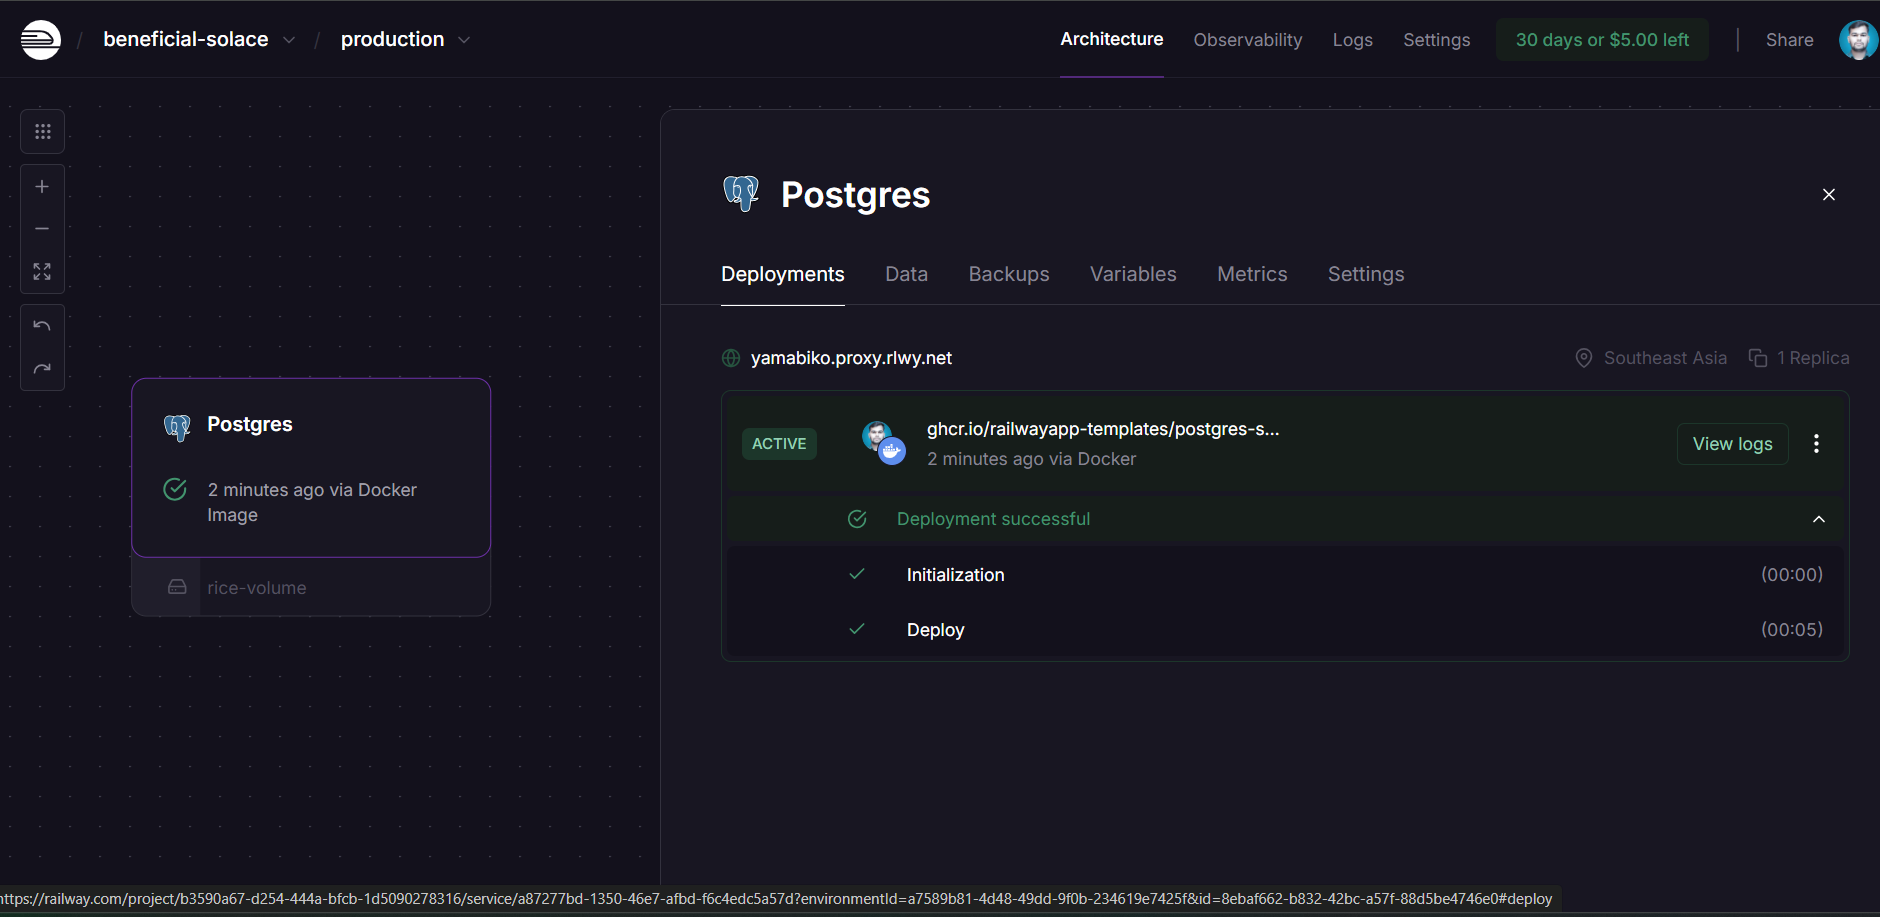 / beneficial-solace / production
Architecture Observability Logs Settings 30 days or $5.00 left | Share
Postgres
Deployments Data Backups Variables Metrics Settings
yamabiko.proxy.rlwy.net Southeast Asia 1 Replica
ACTIVE ghcr.io/railwayapp-templates/postgres-s... View logs
2 minutes ago via Docker
Deployment successful
Initialization (00:00)
Deploy (00:05)
Postgres
2 minutes ago via Docker
Image
rice-volume
https://railway.com/project/b3590a67-d254-444a-bfcb-1d5090278316/service/a87277bd-1350-46e7-afbd-f6c4edc5a57d?environmentId=a7589b81-4d48-49dd-9f0b-234619e7425f&id=8ebaf662-b832-42bc-a57f-88d5be4746e0#deploy